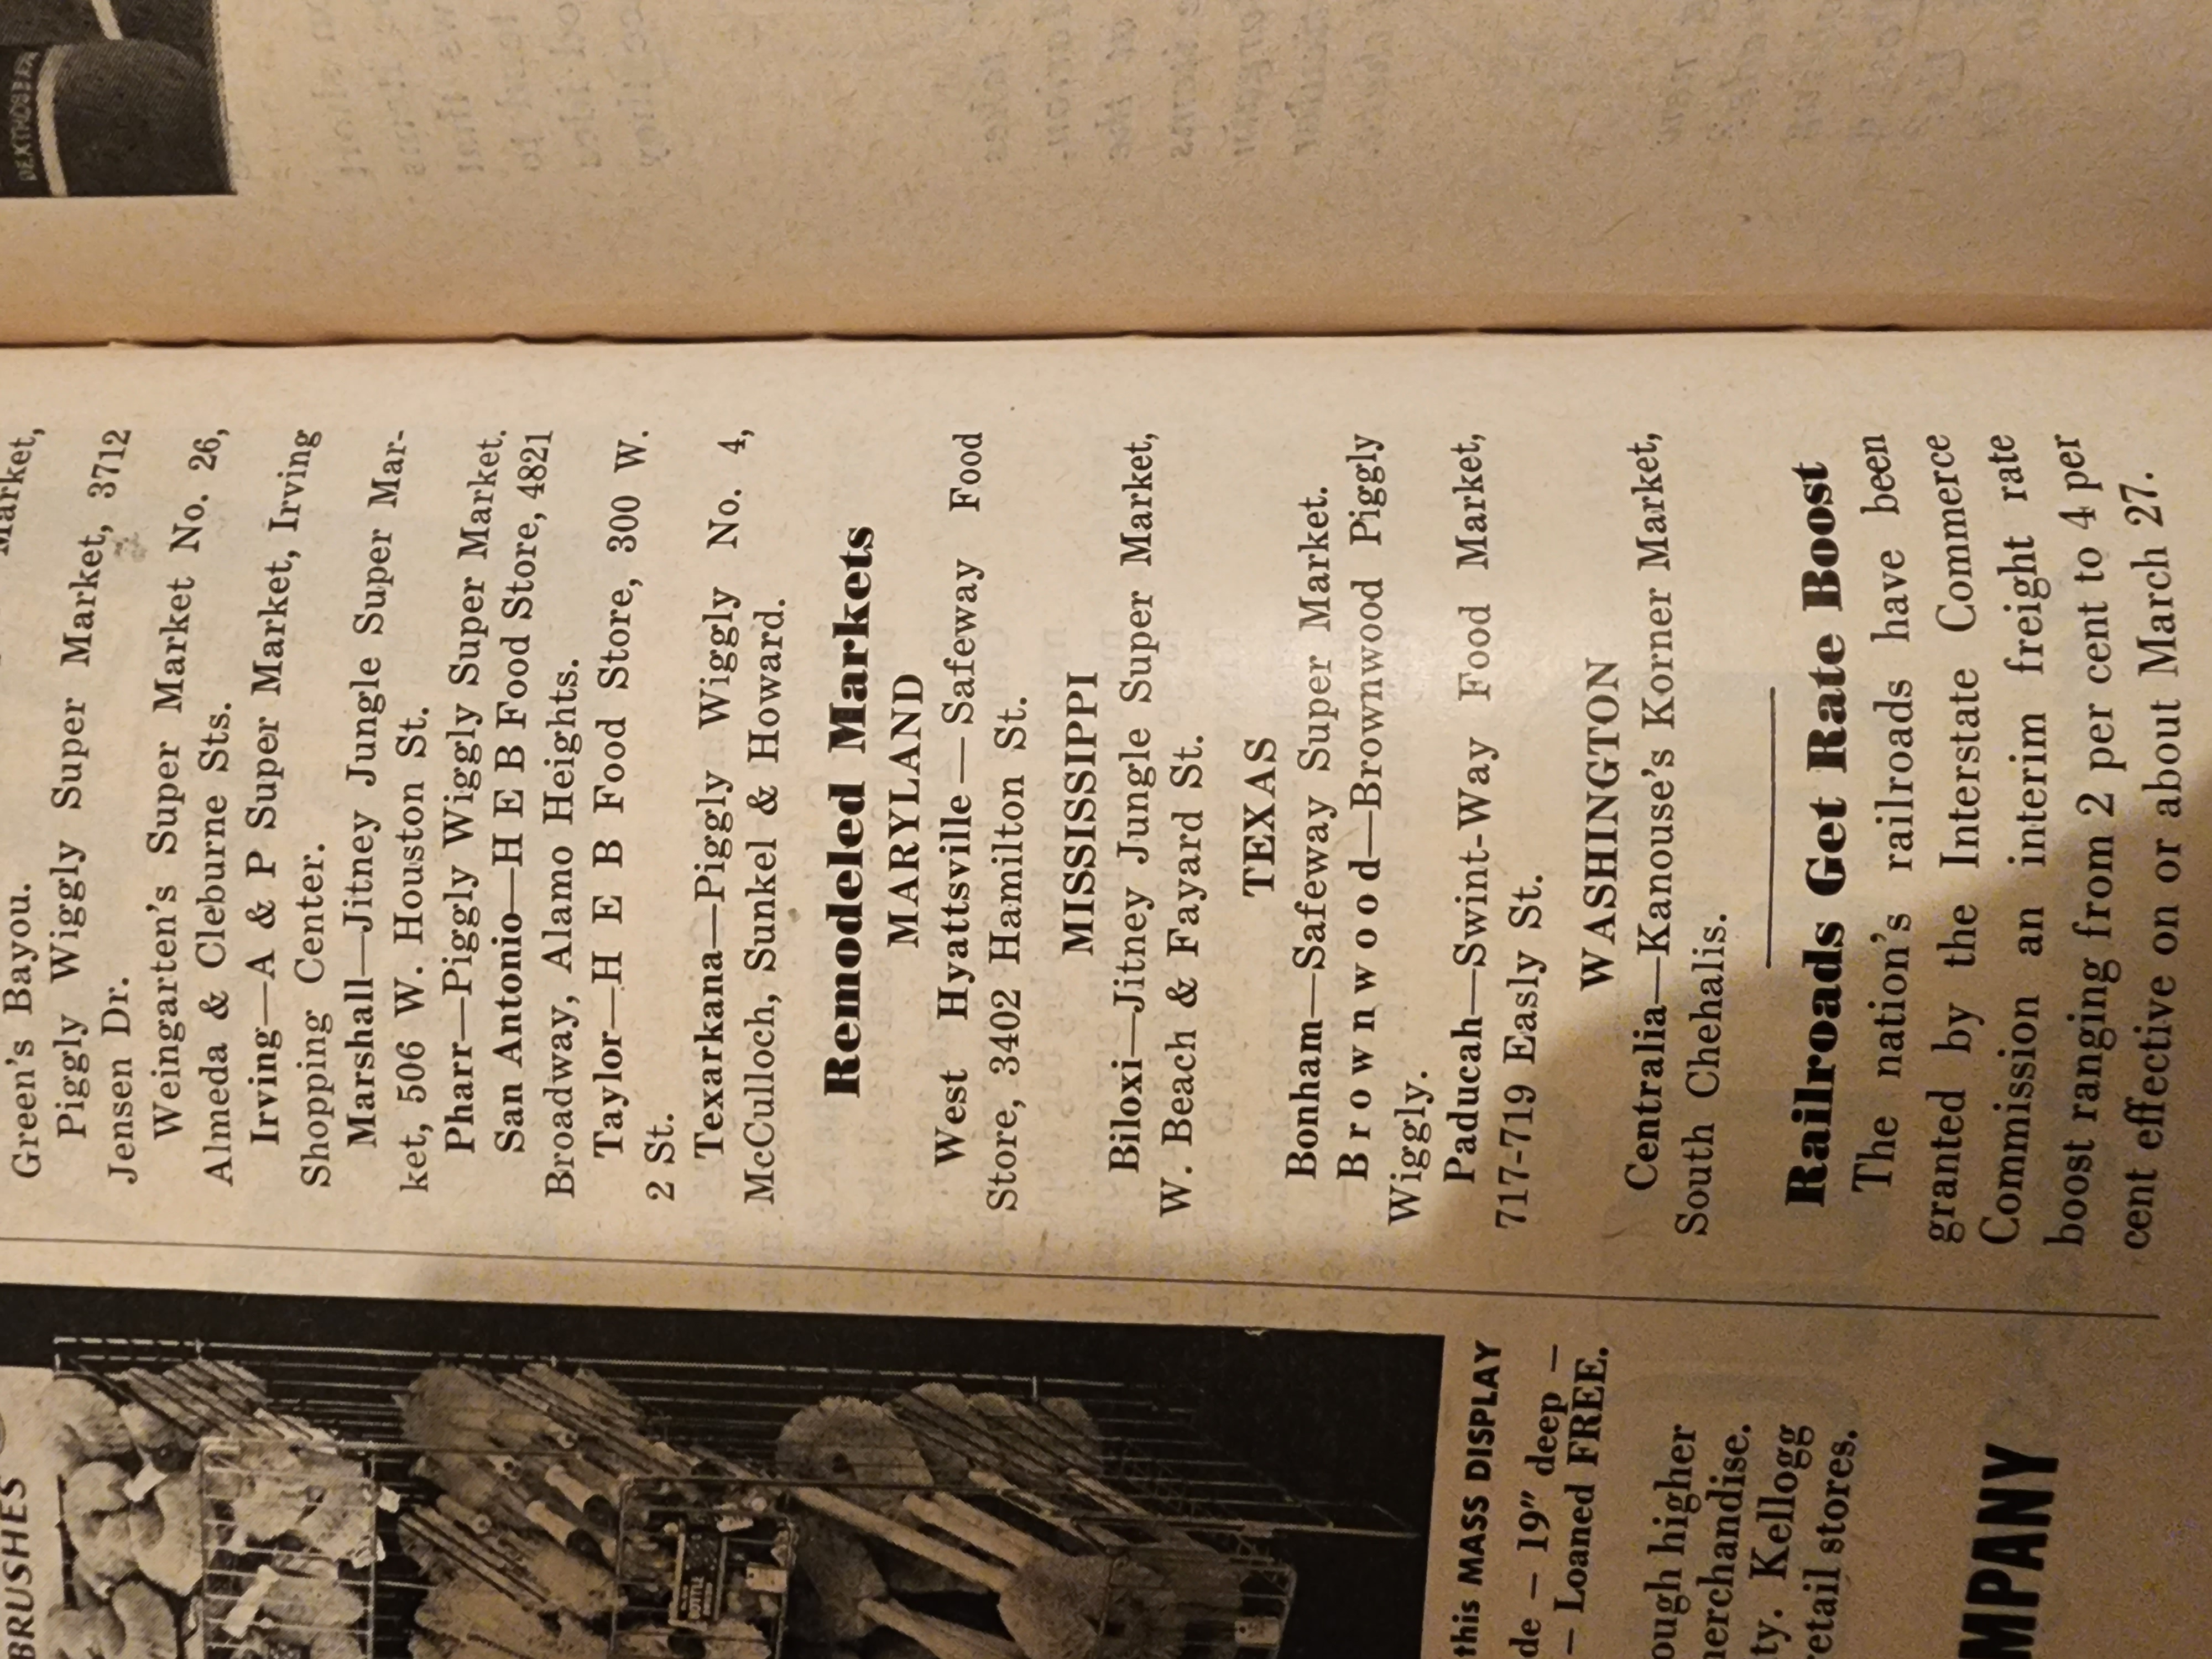 Market,
Green's Bayou.
Piggly Wiggly Super Market, 3712
Jensen Dr.
Weingarten's Super Market No. 26,
Almeda & Cleburne Sts.
Irving—A & P Super Market, Irving
Shopping Center.
Marshall—Jitney Jungle Super Mar-
ket, 506 W. Houston St.
Pharr—Piggly Wiggly Super Market.
San Antonio—H E B Food Store, 4821
Broadway, Alamo Heights.
Taylor—H E B Food Store, 300 W.
2 St.
Texarkana—Piggly Wiggly No. 4,
McCulloch, Sunkel & Howard.
Remodeled Markets
MARYLAND
West Hyattsville—Safeway Food
Store, 3402 Hamilton St.
MISSISSIPPI
Biloxi—Jitney Jungle Super Market,
W. Beach & Fayard St.
TEXAS
Bonham—Safeway Super Market.
Brownwood—Brownwood Piggly
Wiggly.
Paducah—Swint-Way Food Market,
717-719 Easly St.
WASHINGTON
Centralia—Kanouse's Korner Market,
South Chehalis.
Railroads Get Rate Boost
The nation's railroads have been
granted by the Interstate Commerce
Commission an interim freight rate
boost ranging from 2 per cent to 4 per
cent effective on or about March 27.
BRUSHES
BOTTLE
this MASS DISPLAY
de – 19" deep –
– Loaned FREE.
ough higher
merchandise.
ty. Kellogg
retail stores.
MPANY